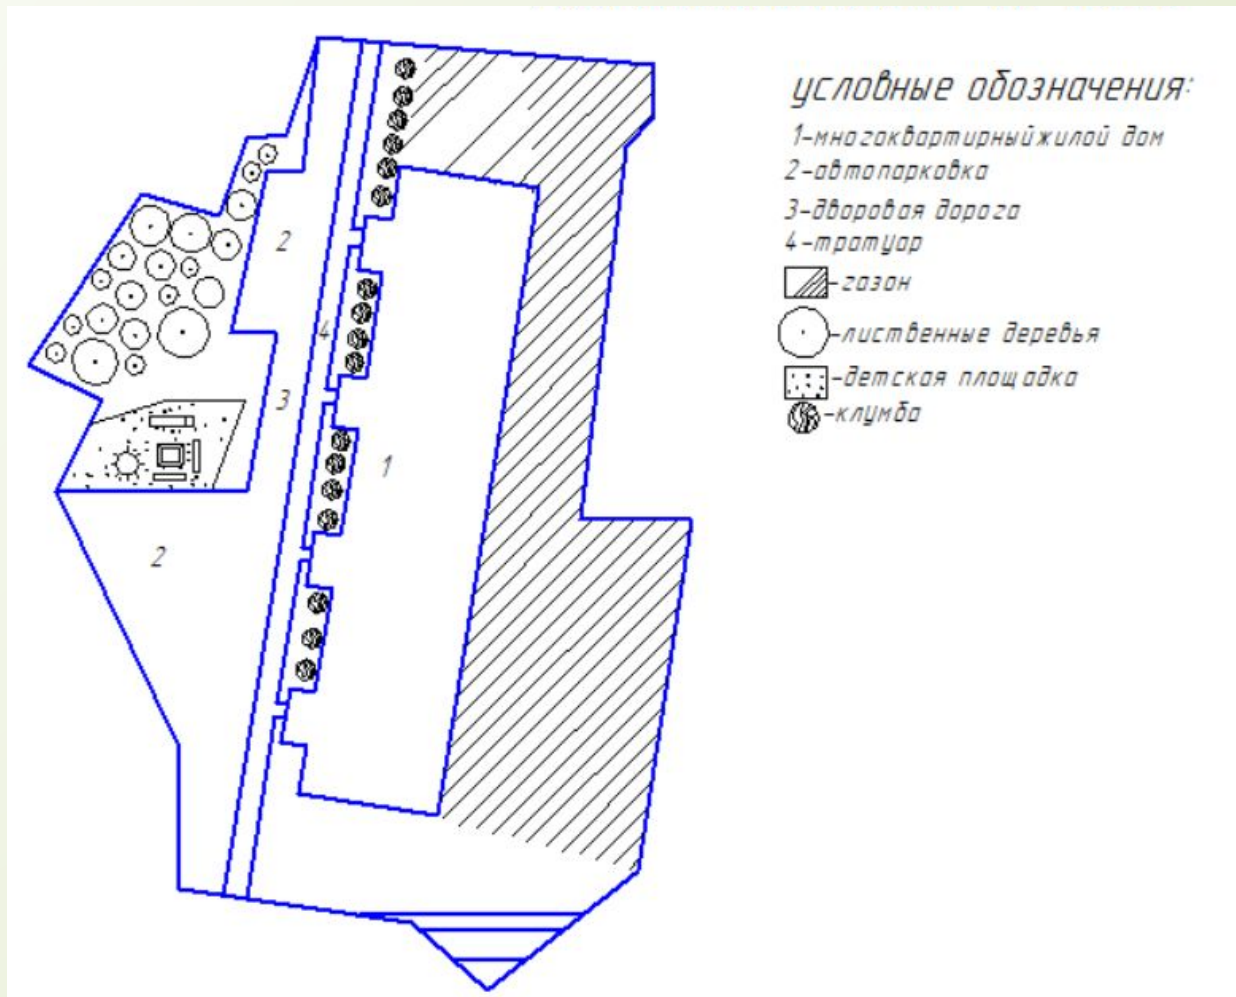 условные обозначения:
1-многоквартирный жилой дом
2-автопарковка
3-дворовая дорога
4-тратуар
-газон
-лиственные деревья
-детская площадка
-клумба
2
4
3
1
2